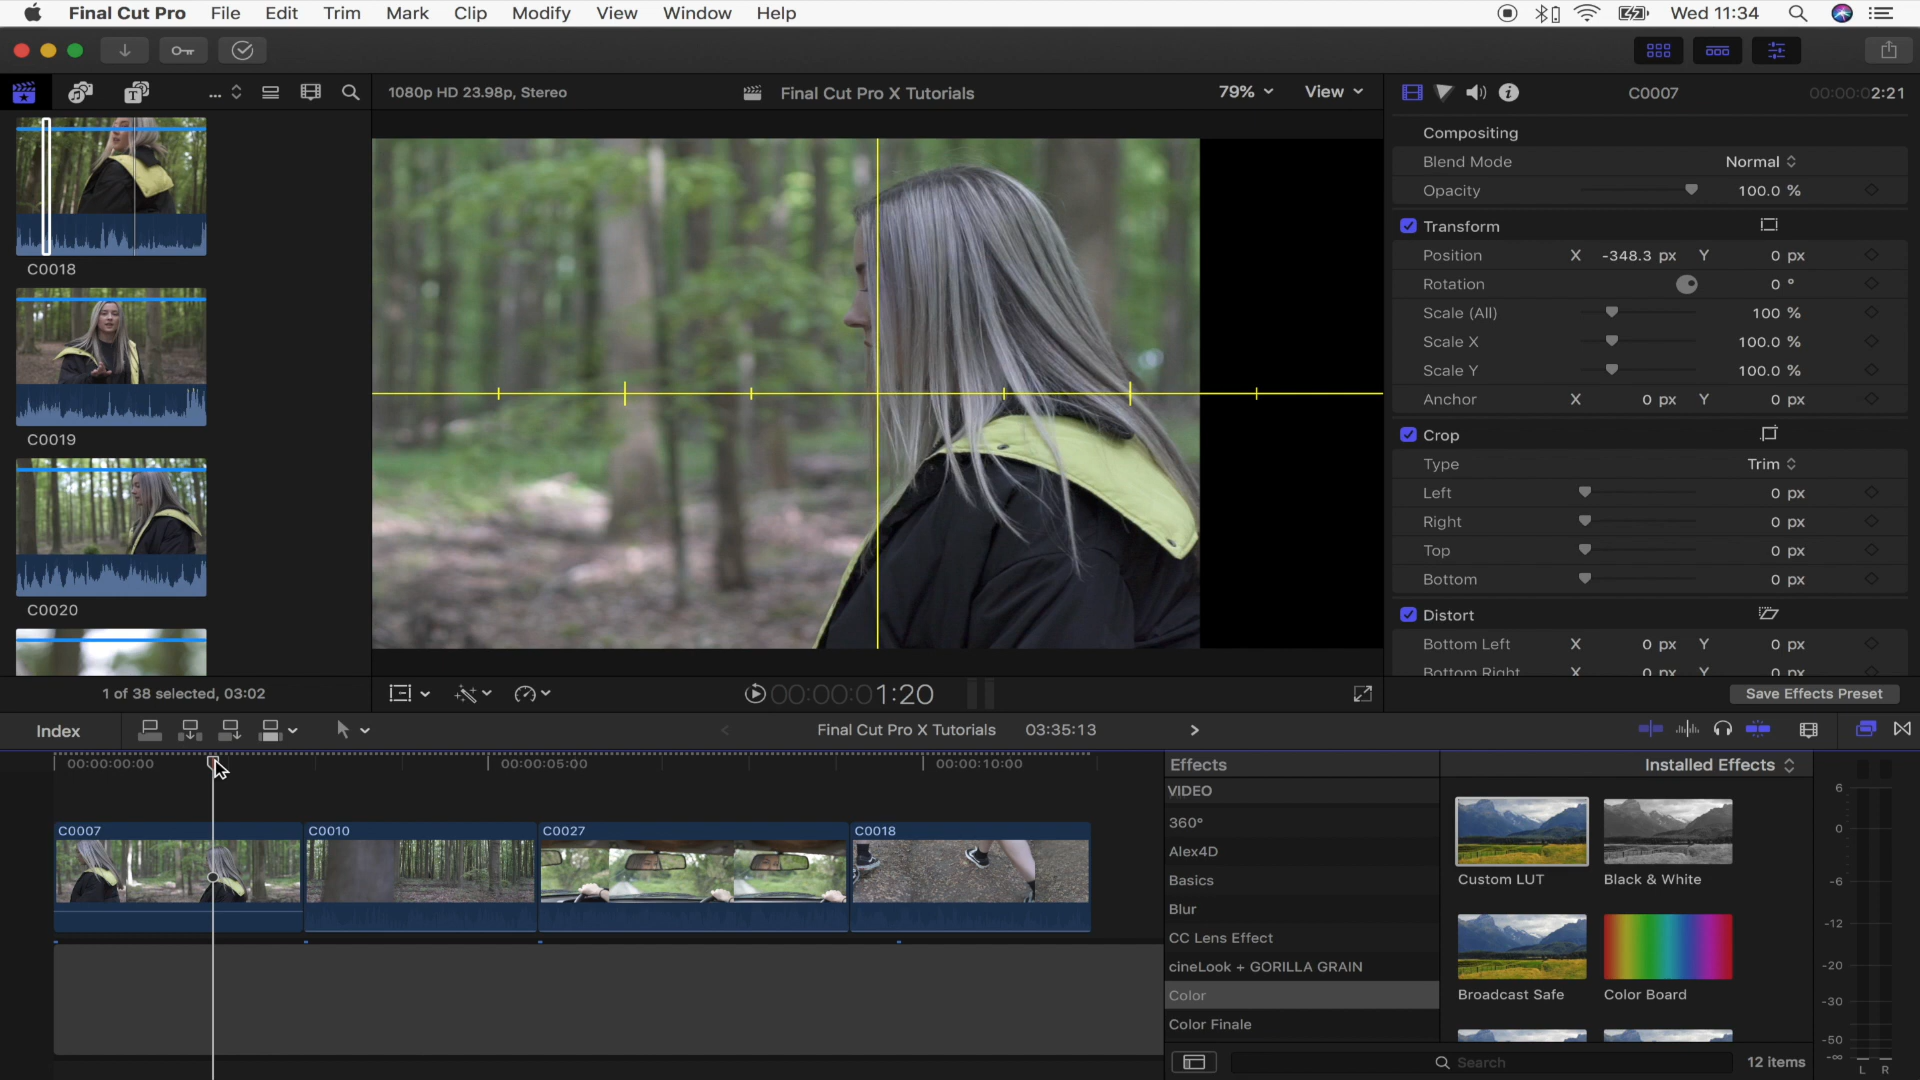 Final Cut Pro File Edit Trim Mark Clip Modify View Window Help Wed 11:34
... 1080p HD 23.98p, Stereo Final Cut Pro X Tutorials 79% View C0007 00:00:02:21
C0018
C0019
C0020
1 of 38 selected, 03:02
Compositing
Blend Mode Normal
Opacity 100.0 %
Transform
Position X -348.3 px Y 0 px
Rotation 0 °
Scale (All) 100 %
Scale X 100.0 %
Scale Y 100.0 %
Anchor X 0 px Y 0 px
Crop
Type Trim
Left 0 px
Right 0 px
Top 0 px
Bottom 0 px
Distort
Bottom Left X 0 px Y 0 px
Bottom Right X 0 px Y 0 px
00:00:01:20
Save Effects Preset
Index Final Cut Pro X Tutorials 03:35:13
00:00:00:00 00:00:05:00 00:00:10:00
C0007 C0010 C0027 C0018
Effects Installed Effects
VIDEO
360°
Alex4D
Basics
Blur
CC Lens Effect
cineLook + GORILLA GRAIN
Color
Color Finale
Custom LUT Black & White
Broadcast Safe Color Board
Search 12 items
6
0
-6
-12
-20
-30
-50
-∞
L R